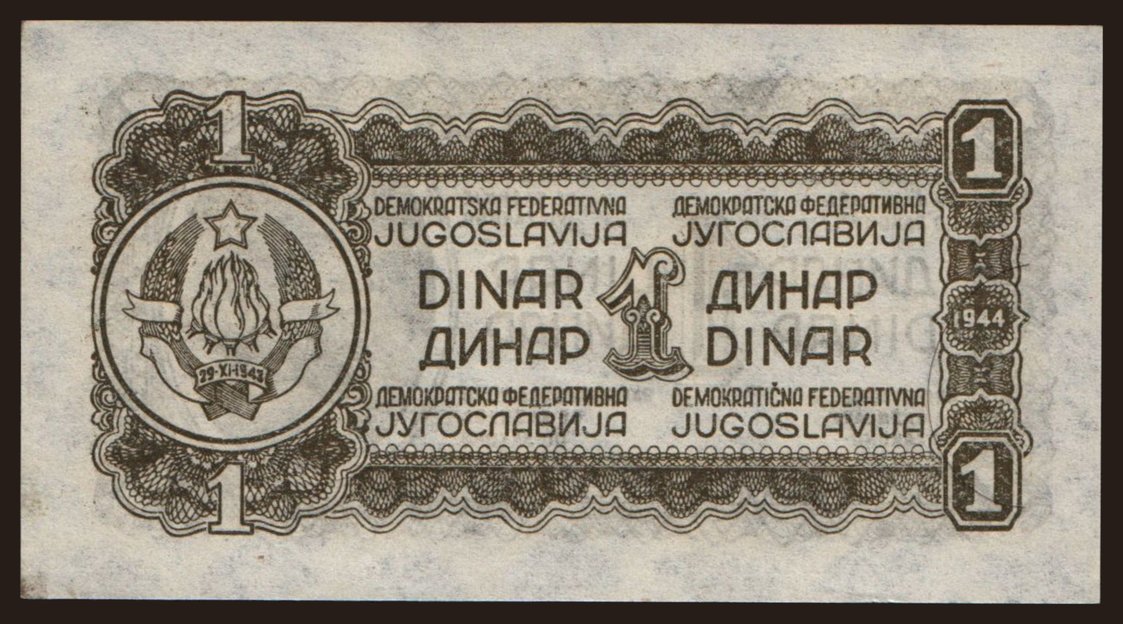 1
1
DEMOKRATSKA FEDERATIVNA
JUGOSLAVIJA
ДЕМОКРАТСКА ФЕДЕРАТИВНА
ЈУГОСЛАВИЈА
DINAR
1
ДИНАР
ДИНАР
DINAR
1944
29·XI·1943
ДЕМОКРАТСКА ФЕДЕРАТИВНА
ЈУГОСЛАВИЈА
DEMOKRATIČNA FEDERATIVNA
JUGOSLAVIJA
1
1